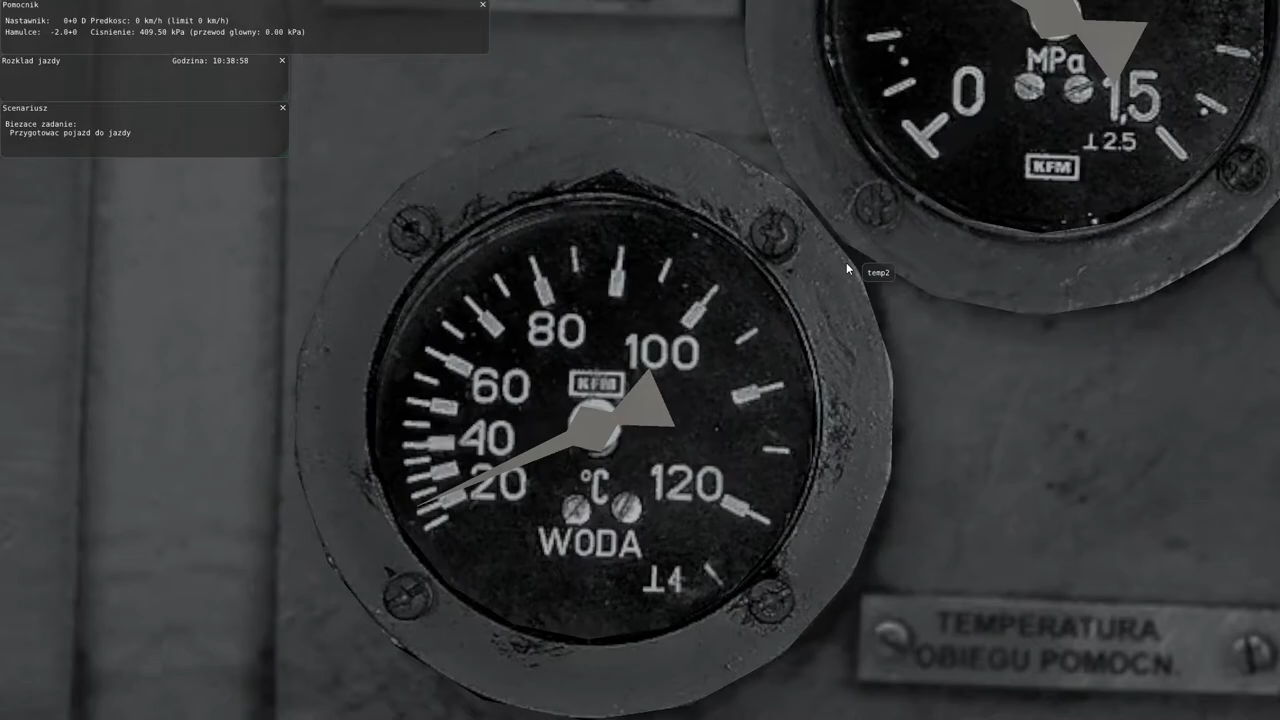 Pomocnik
Nastawnik:   0+0 D Predkosc: 0 km/h (limit 0 km/h)
Hamulce:  -2.0+0   Cisnienie: 409.50 kPa (przewod glowny: 0.00 kPa)
Rozklad jazdy
Godzina: 10:38:58
Scenariusz
Biezace zadanie:
Przygotowac pojazd do jazdy
MPa
0
1,5
⊥2.5
KFM
temp2
80
100
60
KFM
40
20
°C
120
WODA
⊥4
TEMPERATURA
OBIEGU POMOCN.